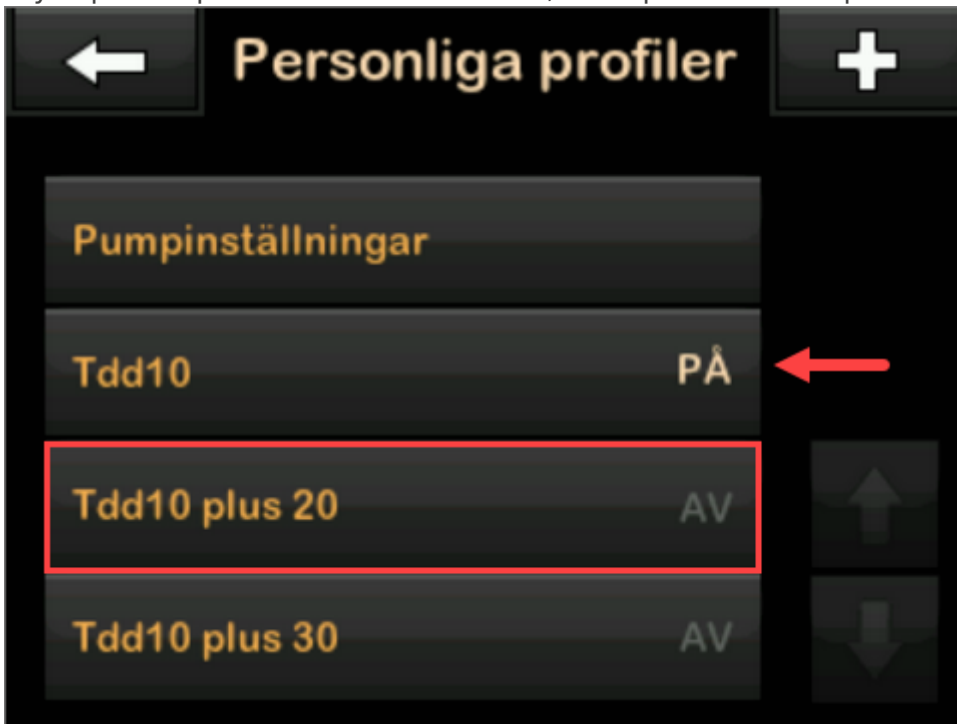 Personliga profiler
Pumpinställningar
Tdd10 PÅ
Tdd10 plus 20 AV
Tdd10 plus 30 AV